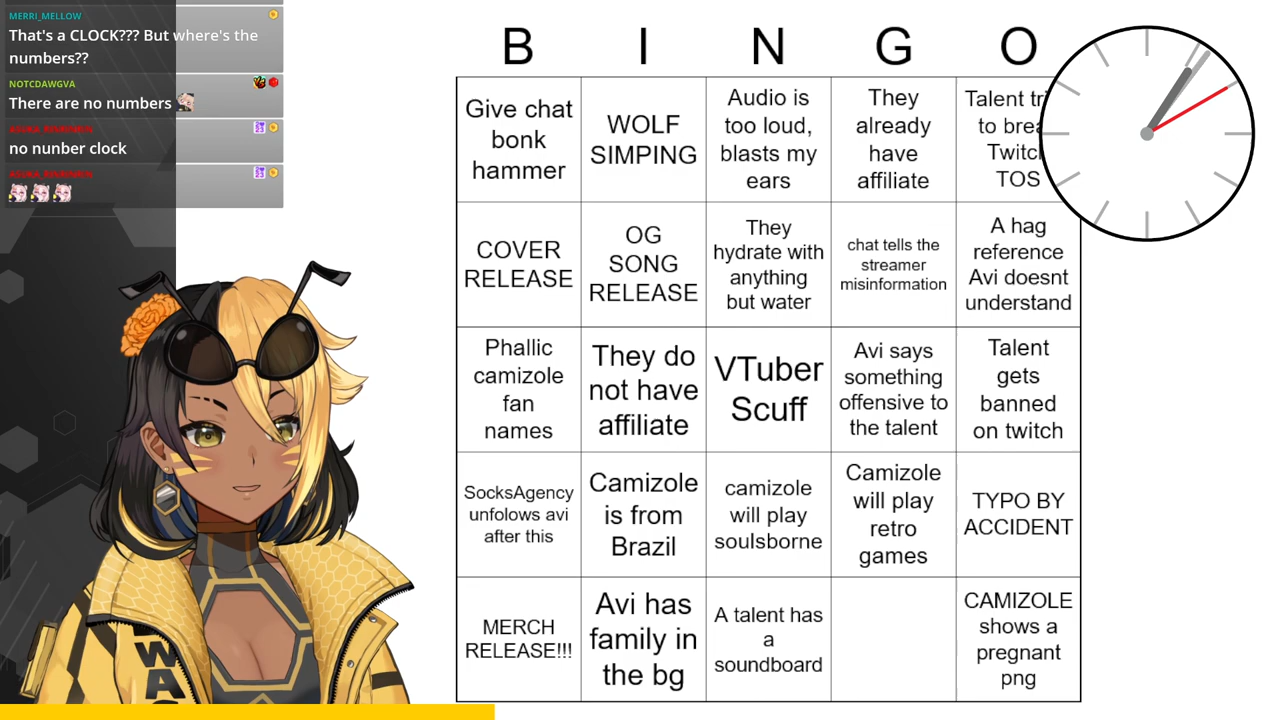 MERRI_MELLOW
That's a CLOCK??? But where's the
numbers??
NOTCDAWGVA
There are no numbers
no nunber clock
B I N G O
Give chat
bonk
hammer
WOLF
SIMPING
Audio is
too loud,
blasts my
ears
They
already
have
affiliate
Talent
to
TOS
COVER
RELEASE
OG
SONG
RELEASE
They
hydrate with
anything
but water
chat tells the
streamer
misinformation
A hag
reference
Avi doesnt
understand
Phallic
camizole
fan
names
They do
not have
affiliate
VTuber
Scuff
Avi says
something
offensive to
the talent
Talent
gets
banned
on twitch
SocksAgency
unfolows avi
after this
Camizole
is from
Brazil
camizole
will play
soulsborne
Camizole
will play
retro
games
TYPO BY
ACCIDENT
MERCH
RELEASE!!!
Avi has
family in
the bg
A talent has
a
soundboard
CAMIZOLE
shows a
pregnant
png